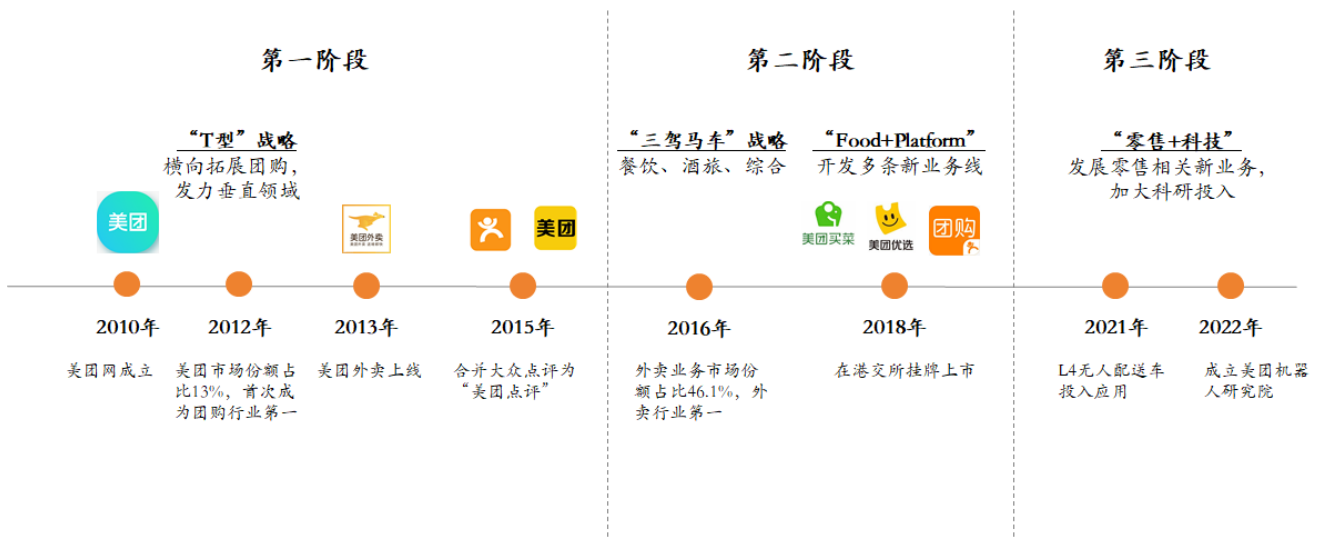 第一阶段
第二阶段
第三阶段
“T型”战略
横向拓展团购，
发力垂直领域
“三驾马车”战略
餐饮、酒旅、综合
“Food+Platform”
开发多条新业务线
“零售+科技”
发展零售相关新业务，
加大科研投入
美团
美团外卖
美团
美团买菜
美团优选
团购
2010年
2012年
2013年
2015年
2016年
2018年
2021年
2022年
美团网成立
美团市场份额占
比13%，首次成
为团购行业第一
美团外卖上线
合并大众点评为
“美团点评”
外卖业务市场份
额占比46.1%，外
卖行业第一
在港交所挂牌上市
L4无人配送车
投入应用
成立美团机器
人研究院